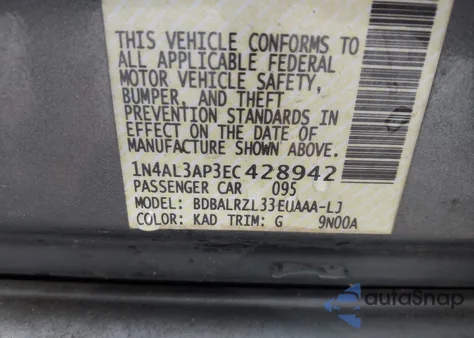 THIS VEHICLE CONFORMS TO
ALL APPLICABLE FEDERAL
MOTOR VEHICLE SAFETY,
BUMPER, AND THEFT
PREVENTION STANDARDS IN
EFFECT ON THE DATE OF
MANUFACTURE SHOWN ABOVE.
1N4AL3AP3EC428942
PASSENGER CAR 095
MODEL: BDBALRZL33EUAAA-LJ
COLOR: KAD TRIM: G 9N00A
autoSnap